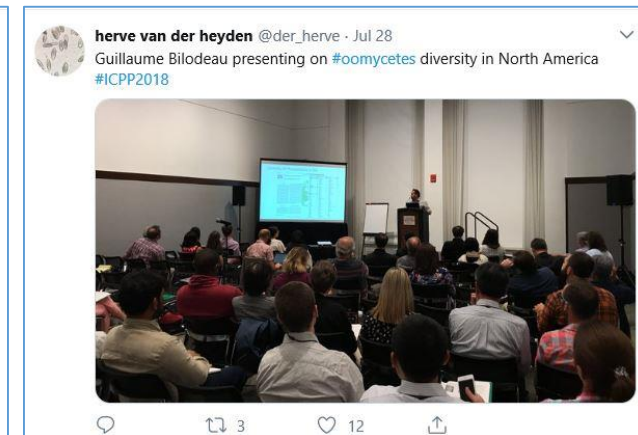 herve van der heyden @der_herve · Jul 28
Guillaume Bilodeau presenting on #oomycetes diversity in North America
#ICPP2018
3
12